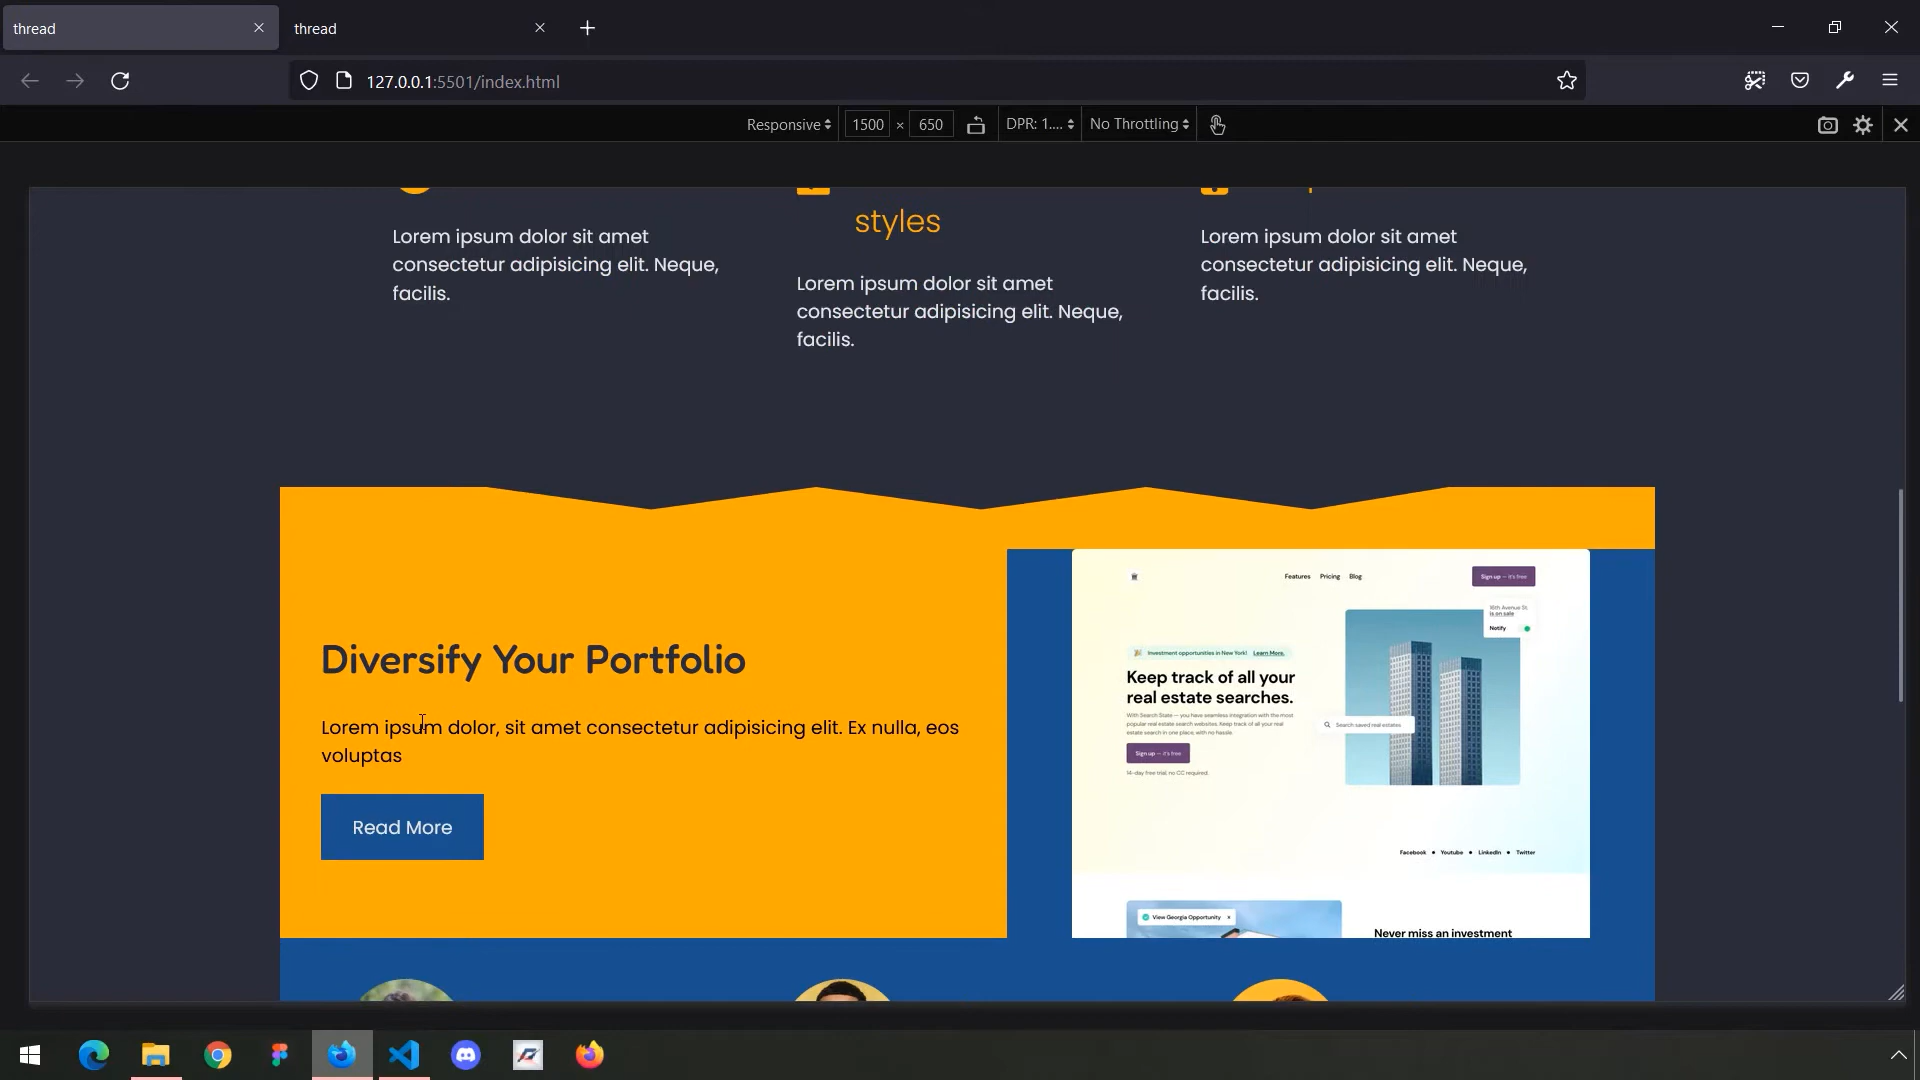 thread
thread
127.0.0.1:5501/index.html
Responsive
1500 × 650
DPR: 1....
No Throttling
styles
Lorem ipsum dolor sit amet
consectetur adipisicing elit. Neque,
facilis.
Lorem ipsum dolor sit amet
consectetur adipisicing elit. Neque,
facilis.
Lorem ipsum dolor sit amet
consectetur adipisicing elit. Neque,
facilis.
Diversify Your Portfolio
Lorem ipsum dolor, sit amet consectetur adipisicing elit. Ex nulla, eos
voluptas
Read More
Features Pricing Blog
Sign up — it's free
16th Avenue St.
is on sale
Notify
Investment opportunities in New York! Learn More.
Keep track of all your
real estate searches.
With Search State — you have seamless integration with the most
popular real estate search websites. Keep track of all your real
estate search in one place, with no hassle.
Search saved real estates
Sign up — it's free
14-day free trial, no CC required.
Facebook • Youtube • LinkedIn • Twitter
View Georgia Opportunity ×
Never miss an investment